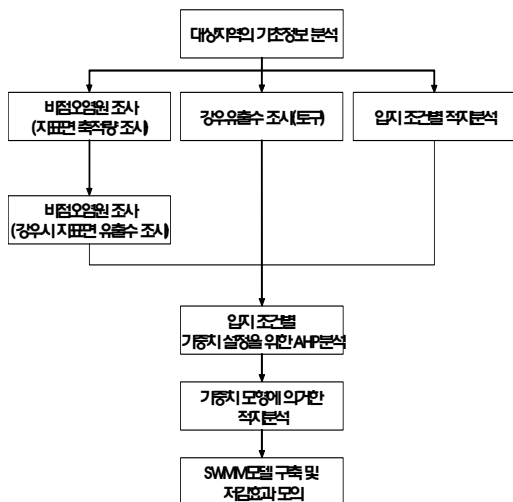 대상지역의 기초정보 분석
비점오염원 조사
(지표면 축적량 조사)
강우유출수 조사(토구)
입지 조건별 적지분석
비점오염원 조사
(강우시 지표면 유출수 조사)
입지 조건별
가중치 설정을 위한 AHP분석
가중치 모형에 의거한
적지분석
SWMM모델 구축 및
저감효과 모의